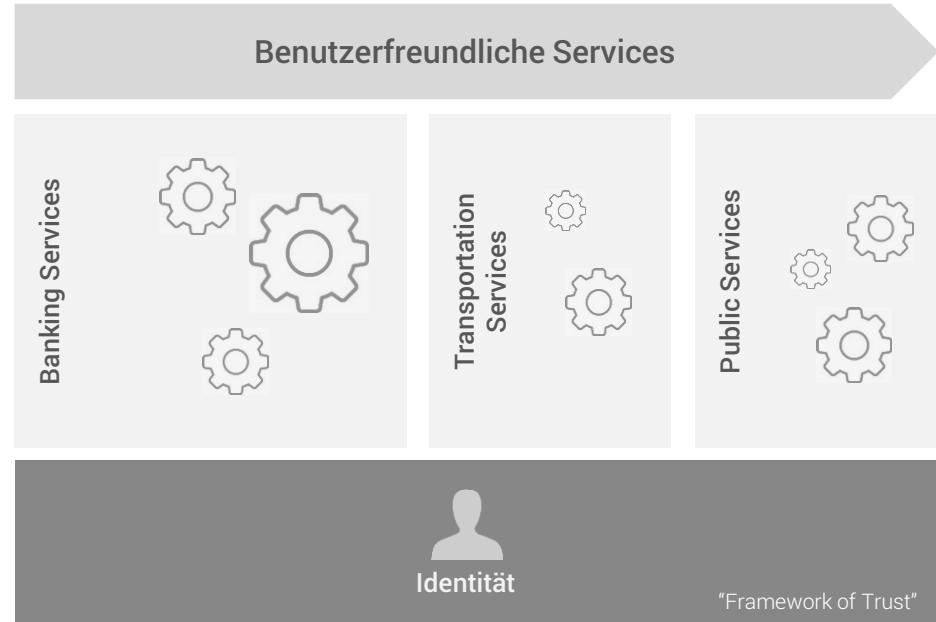 Benutzerfreundliche Services
Banking Services
Transportation
Services
Public Services
Identität
“Framework of Trust”